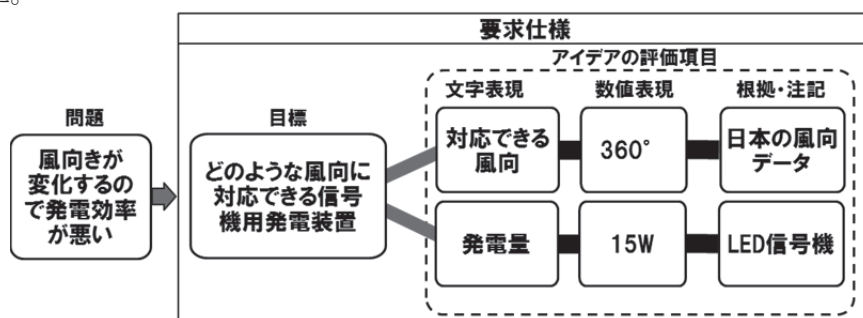 た。
要求仕様
アイデアの評価項目
文字表現
数値表現
根拠・注記
問題
目標
風向きが
変化するの
で発電効率
が悪い
どのような風向に
対応できる信号
機用発電装置
対応できる
風向
360°
日本の風向
データ
発電量
15W
LED信号機